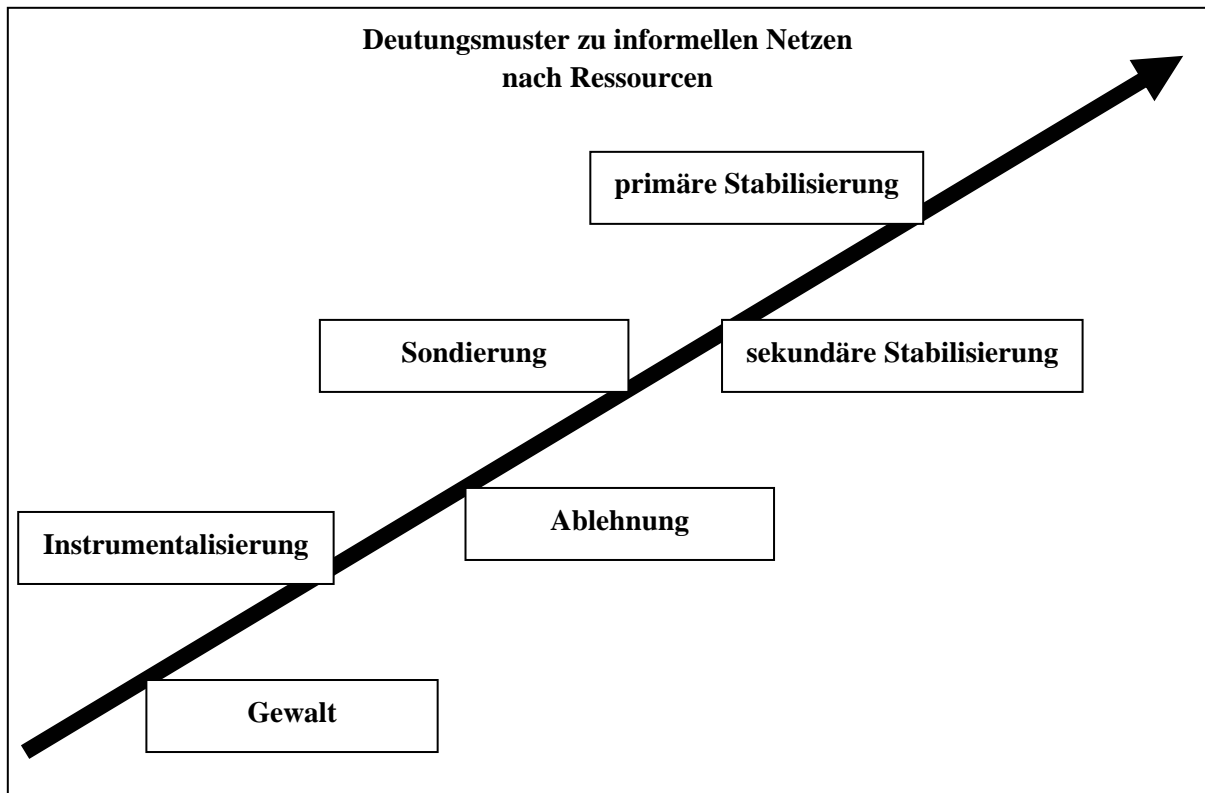 Deutungsmuster zu informellen Netzen
nach Ressourcen
primäre Stabilisierung
Sondierung
sekundäre Stabilisierung
Ablehnung
Instrumentalisierung
Gewalt